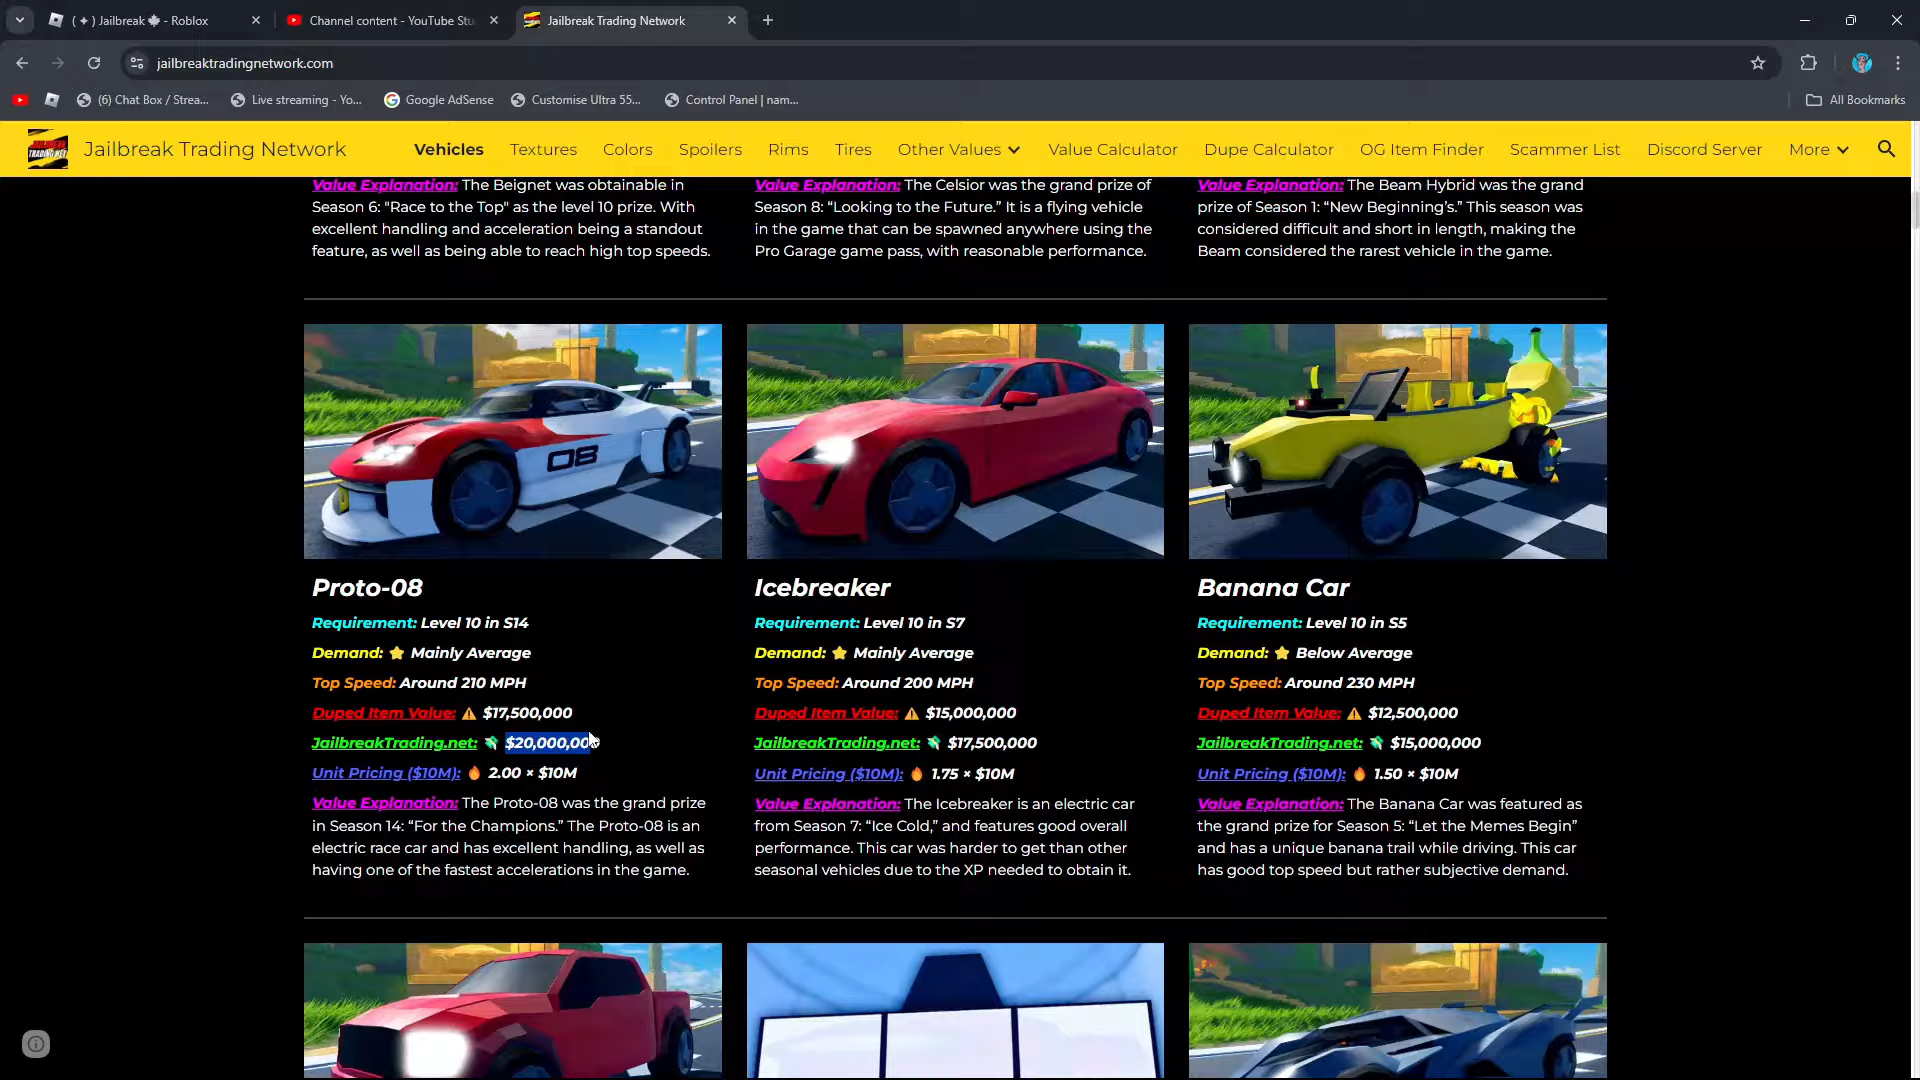 ( ✦ ) Jailbreak 🍁 - Roblox
Channel content - YouTube Stu
Jailbreak Trading Network
jailbreaktradingnetwork.com
(6) Chat Box / Strea...
Live streaming - Yo...
Google AdSense
Customise Ultra 55...
Control Panel | nam...
All Bookmarks
Jailbreak Trading Network
Vehicles
Textures
Colors
Spoilers
Rims
Tires
Other Values
Value Calculator
Dupe Calculator
OG Item Finder
Scammer List
Discord Server
More
Value Explanation: The Beignet was obtainable in
Season 6: "Race to the Top" as the level 10 prize. With
excellent handling and acceleration being a standout
feature, as well as being able to reach high top speeds.
Value Explanation: The Celsior was the grand prize of
Season 8: “Looking to the Future.” It is a flying vehicle
in the game that can be spawned anywhere using the
Pro Garage game pass, with reasonable performance.
Value Explanation: The Beam Hybrid was the grand
prize of Season 1: “New Beginning’s.” This season was
considered difficult and short in length, making the
Beam considered the rarest vehicle in the game.
08
Proto-08
Requirement: Level 10 in S14
Demand: ⭐ Mainly Average
Top Speed: Around 210 MPH
Duped Item Value: ⚠️ $17,500,000
JailbreakTrading.net: 💸 $20,000,000
Unit Pricing ($10M): 🔥 2.00 × $10M
Value Explanation: The Proto-08 was the grand prize
in Season 14: “For the Champions.” The Proto-08 is an
electric race car and has excellent handling, as well as
having one of the fastest accelerations in the game.
Icebreaker
Requirement: Level 10 in S7
Demand: ⭐ Mainly Average
Top Speed: Around 200 MPH
Duped Item Value: ⚠️ $15,000,000
JailbreakTrading.net: 💸 $17,500,000
Unit Pricing ($10M): 🔥 1.75 × $10M
Value Explanation: The Icebreaker is an electric car
from Season 7: “Ice Cold,” and features good overall
performance. This car was harder to get than other
seasonal vehicles due to the XP needed to obtain it.
Banana Car
Requirement: Level 10 in S5
Demand: ⭐ Below Average
Top Speed: Around 230 MPH
Duped Item Value: ⚠️ $12,500,000
JailbreakTrading.net: 💸 $15,000,000
Unit Pricing ($10M): 🔥 1.50 × $10M
Value Explanation: The Banana Car was featured as
the grand prize for Season 5: “Let the Memes Begin”
and has a unique banana trail while driving. This car
has good top speed but rather subjective demand.